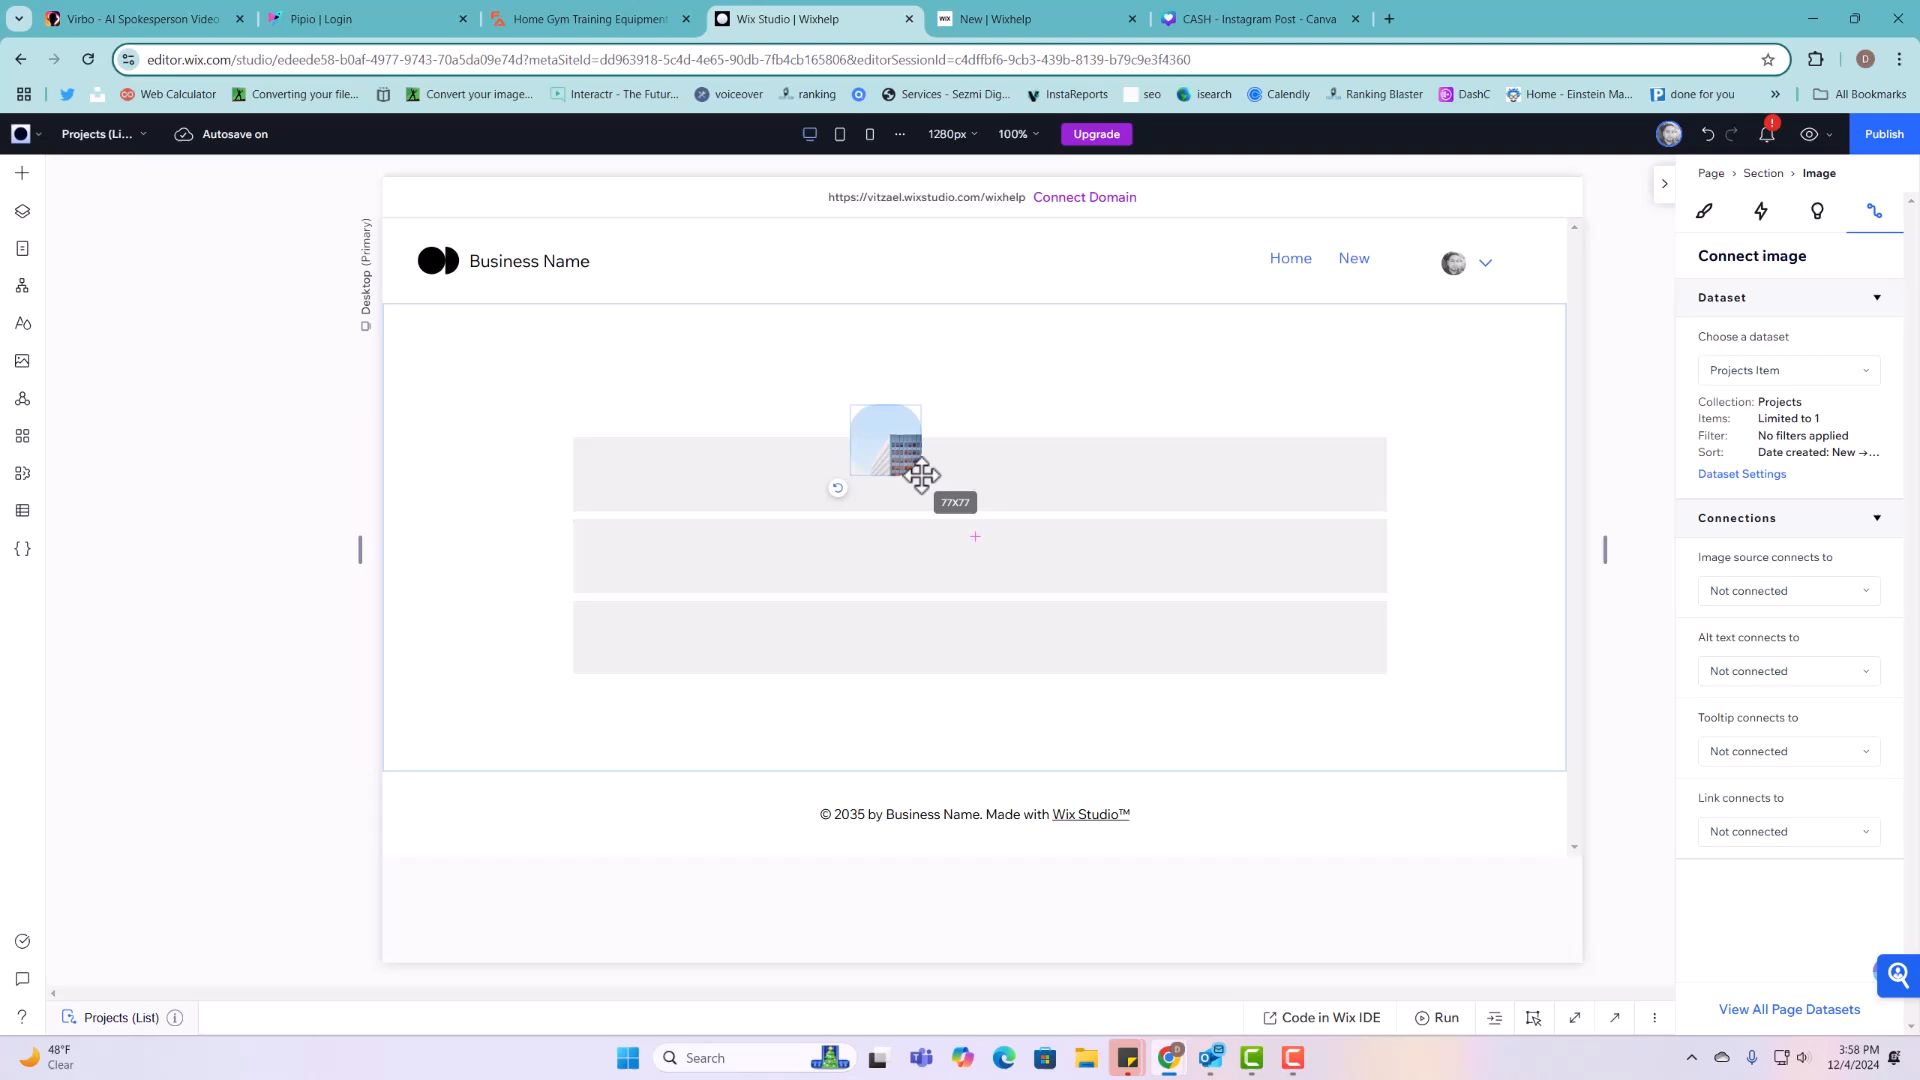 Virbo - AI Spokesperson Video
Pipio | Login
Home Gym Training Equipment
Wix Studio | Wixhelp
WIX
New | Wixhelp
CASH - Instagram Post - Canva
editor.wix.com/studio/edeede58-b0af-4977-9743-70a5da09e74d?metaSiteId=dd963918-5c4d-4e65-90db-7fb4cb165806&editorSessionId=c4dffbf6-9cb3-439b-8139-b79c9e3f4360
D
Web Calculator
Converting your file...
Convert your image...
Interactr - The Futur...
voiceover
ranking
Services - Sezmi Dig...
InstaReports
seo
isearch
Calendly
Ranking Blaster
DashC
Home - Einstein Ma...
done for you
All Bookmarks
Projects (Li...
Autosave on
1280px
100%
Upgrade
Publish
Page > Section > Image
https://vitzael.wixstudio.com/wixhelp Connect Domain
Desktop (Primary)
Business Name
Home
New
77X77
© 2035 by Business Name. Made with Wix Studio™
Connect image
Dataset
Choose a dataset
Projects Item
Collection: Projects
Items: Limited to 1
Filter: No filters applied
Sort: Date created: New →...
Dataset Settings
Connections
Image source connects to
Not connected
Alt text connects to
Not connected
Tooltip connects to
Not connected
Link connects to
Not connected
View All Page Datasets
Projects (List)
Code in Wix IDE
Run
48°F
Clear
Search
3:58 PM
12/4/2024